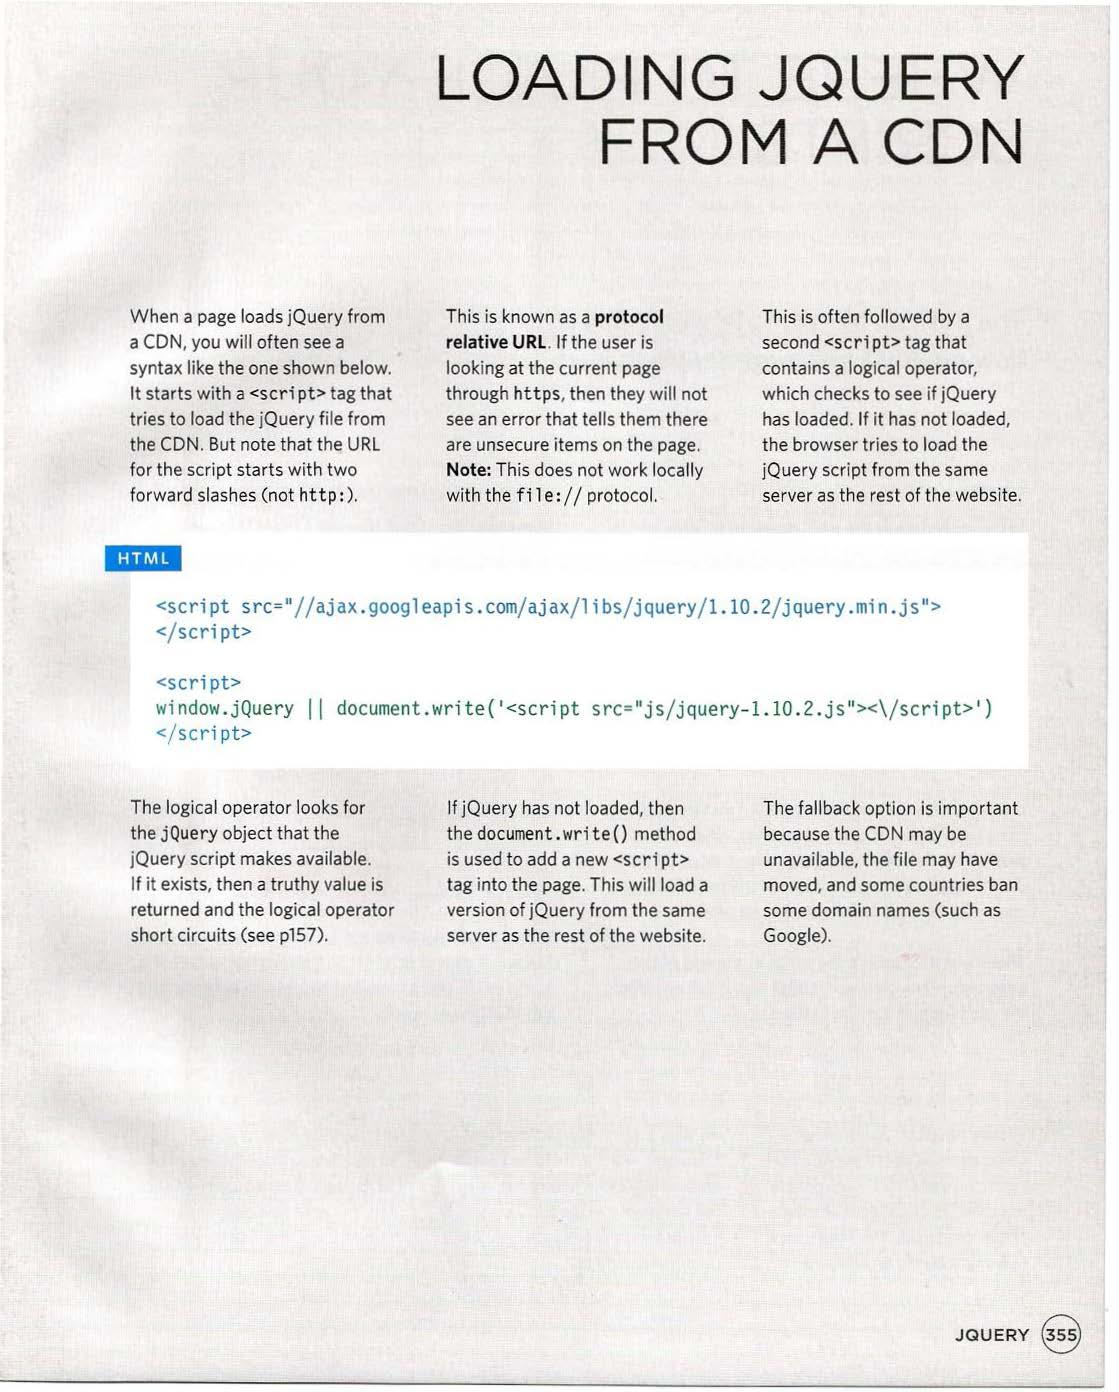 LOADING JQUERY
FROM A CDN
When a page loads jQuery from
a CDN, you will often see a
syntax like the one shown below.
It starts with a <script> tag that
tries to load the jQuery file from
the CDN. But note that the URL
for the script starts with two
forward slashes (not http:).
This is known as a protocol
relative URL. If the user is
looking at the current page
through https, then they will not
see an error that tells them there
are unsecure items on the page.
Note: This does not work locally
with the file:// protocol.
This is often followed by a
second <script> tag that
contains a logical operator,
which checks to see if jQuery
has loaded. If it has not loaded,
the browser tries to load the
jQuery script from the same
server as the rest of the website.
HTML
<script src="//ajax.googleapis.com/ajax/libs/jquery/1.10.2/jquery.min.js">
</script>
<script>
window.jQuery || document.write('<script src="js/jquery-1.10.2.js"><\/script>')
</script>
The logical operator looks for
the jQuery object that the
jQuery script makes available.
If it exists, then a truthy value is
returned and the logical operator
short circuits (see p157).
If jQuery has not loaded, then
the document.write() method
is used to add a new <script>
tag into the page. This will load a
version of jQuery from the same
server as the rest of the website.
The fallback option is important
because the CDN may be
unavailable, the file may have
moved, and some countries ban
some domain names (such as
Google).
JQUERY 355